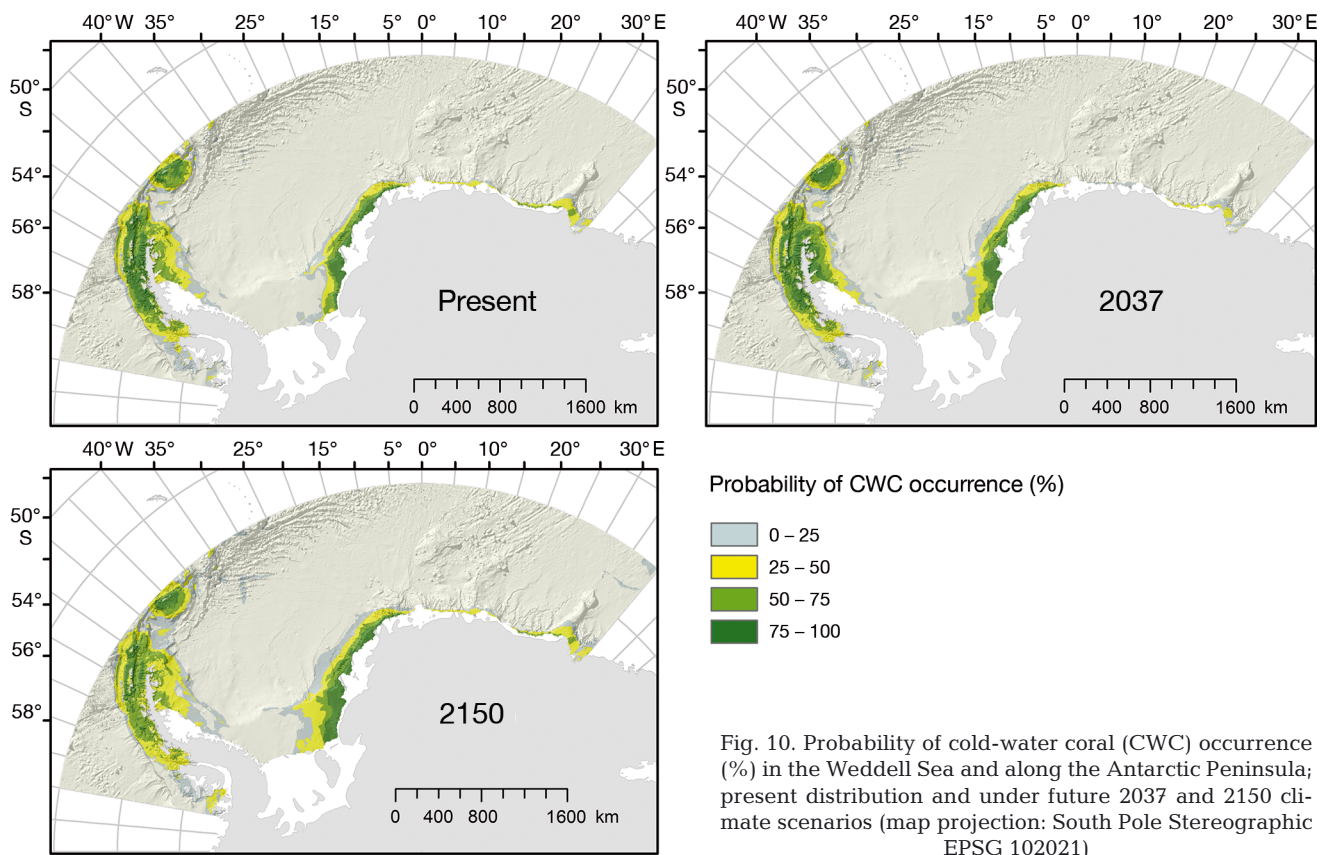 40° W 35° 25° 15° 5° 0° 10° 20° 30° E
50°
S
54°
56°
58°
Present
0 400 800 1600 km
40° W 35° 25° 15° 5° 0° 10° 20° 30° E
50°
S
54°
56°
58°
2037
0 400 800 1600 km
40° W 35° 25° 15° 5° 0° 10° 20° 30° E
50°
S
54°
56°
58°
2150
0 400 800 1600 km
Probability of CWC occurrence (%)
0 – 25
25 – 50
50 – 75
75 – 100
Fig. 10. Probability of cold-water coral (CWC) occurrence
(%) in the Weddell Sea and along the Antarctic Peninsula;
present distribution and under future 2037 and 2150 cli-
mate scenarios (map projection: South Pole Stereographic
EPSG 102021)